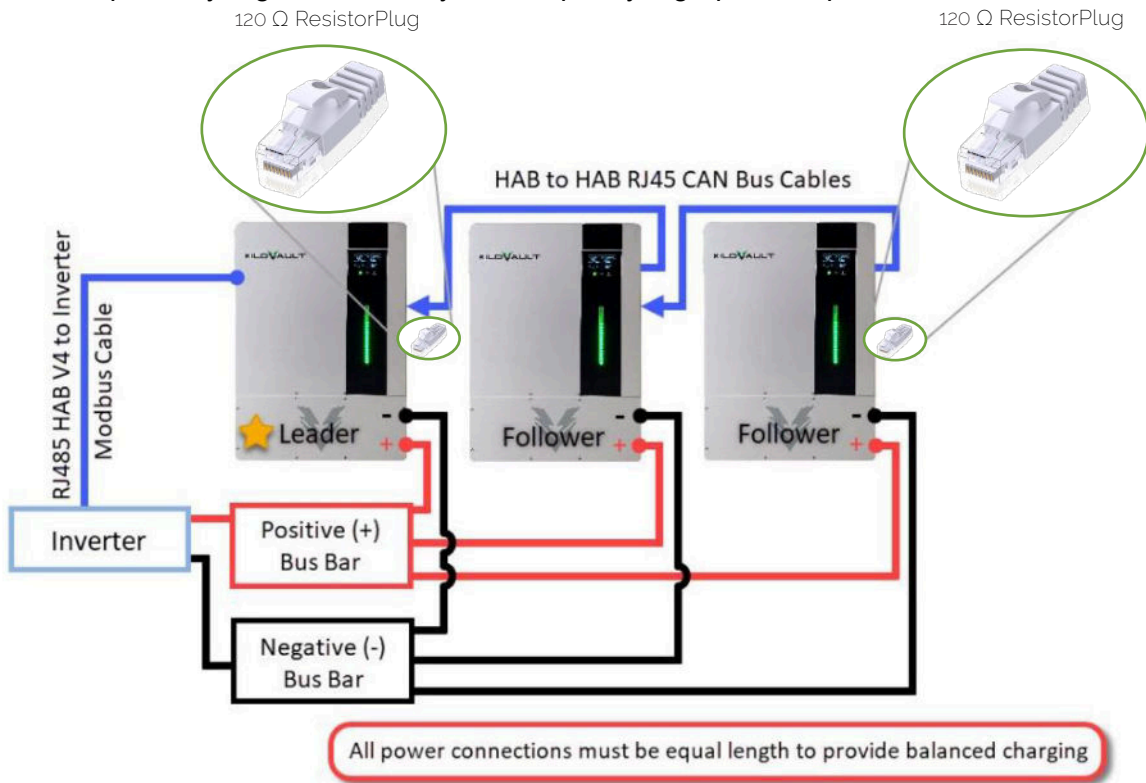 120 Ω ResistorPlug
120 Ω ResistorPlug
HAB to HAB RJ45 CAN Bus Cables
KILOVAULT
KILOVAULT
KILOVAULT
RJ485 HAB V4 to Inverter
Modbus Cable
-
Leader
+
-
Follower
+
-
Follower
+
Inverter
Positive (+)
Bus Bar
Negative (-)
Bus Bar
All power connections must be equal length to provide balanced charging